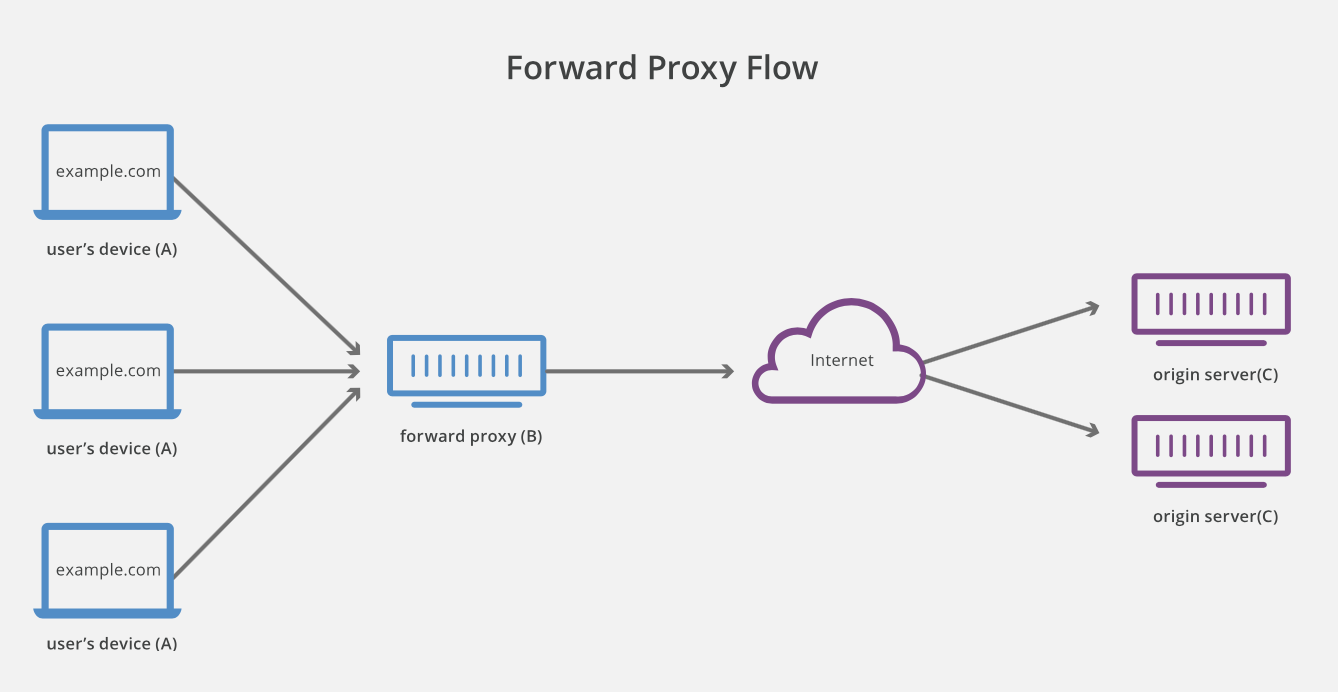 Forward Proxy Flow
example.com
user’s device (A)
example.com
user’s device (A)
example.com
user’s device (A)
forward proxy (B)
Internet
origin server(C)
origin server(C)